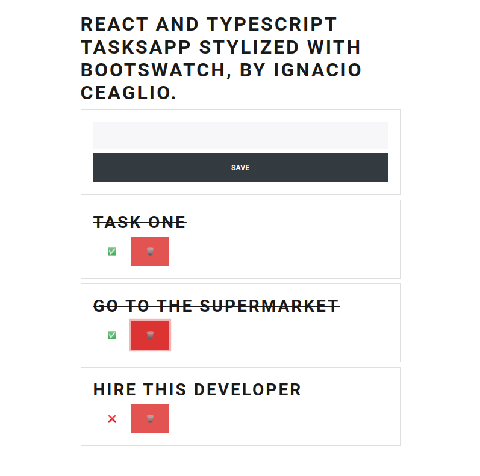 REACT AND TYPESCRIPT
TASKSAPP STYLIZED WITH
BOOTSWATCH, BY IGNACIO
CEAGLIO.
SAVE
TASK ONE
GO TO THE SUPERMARKET
HIRE THIS DEVELOPER